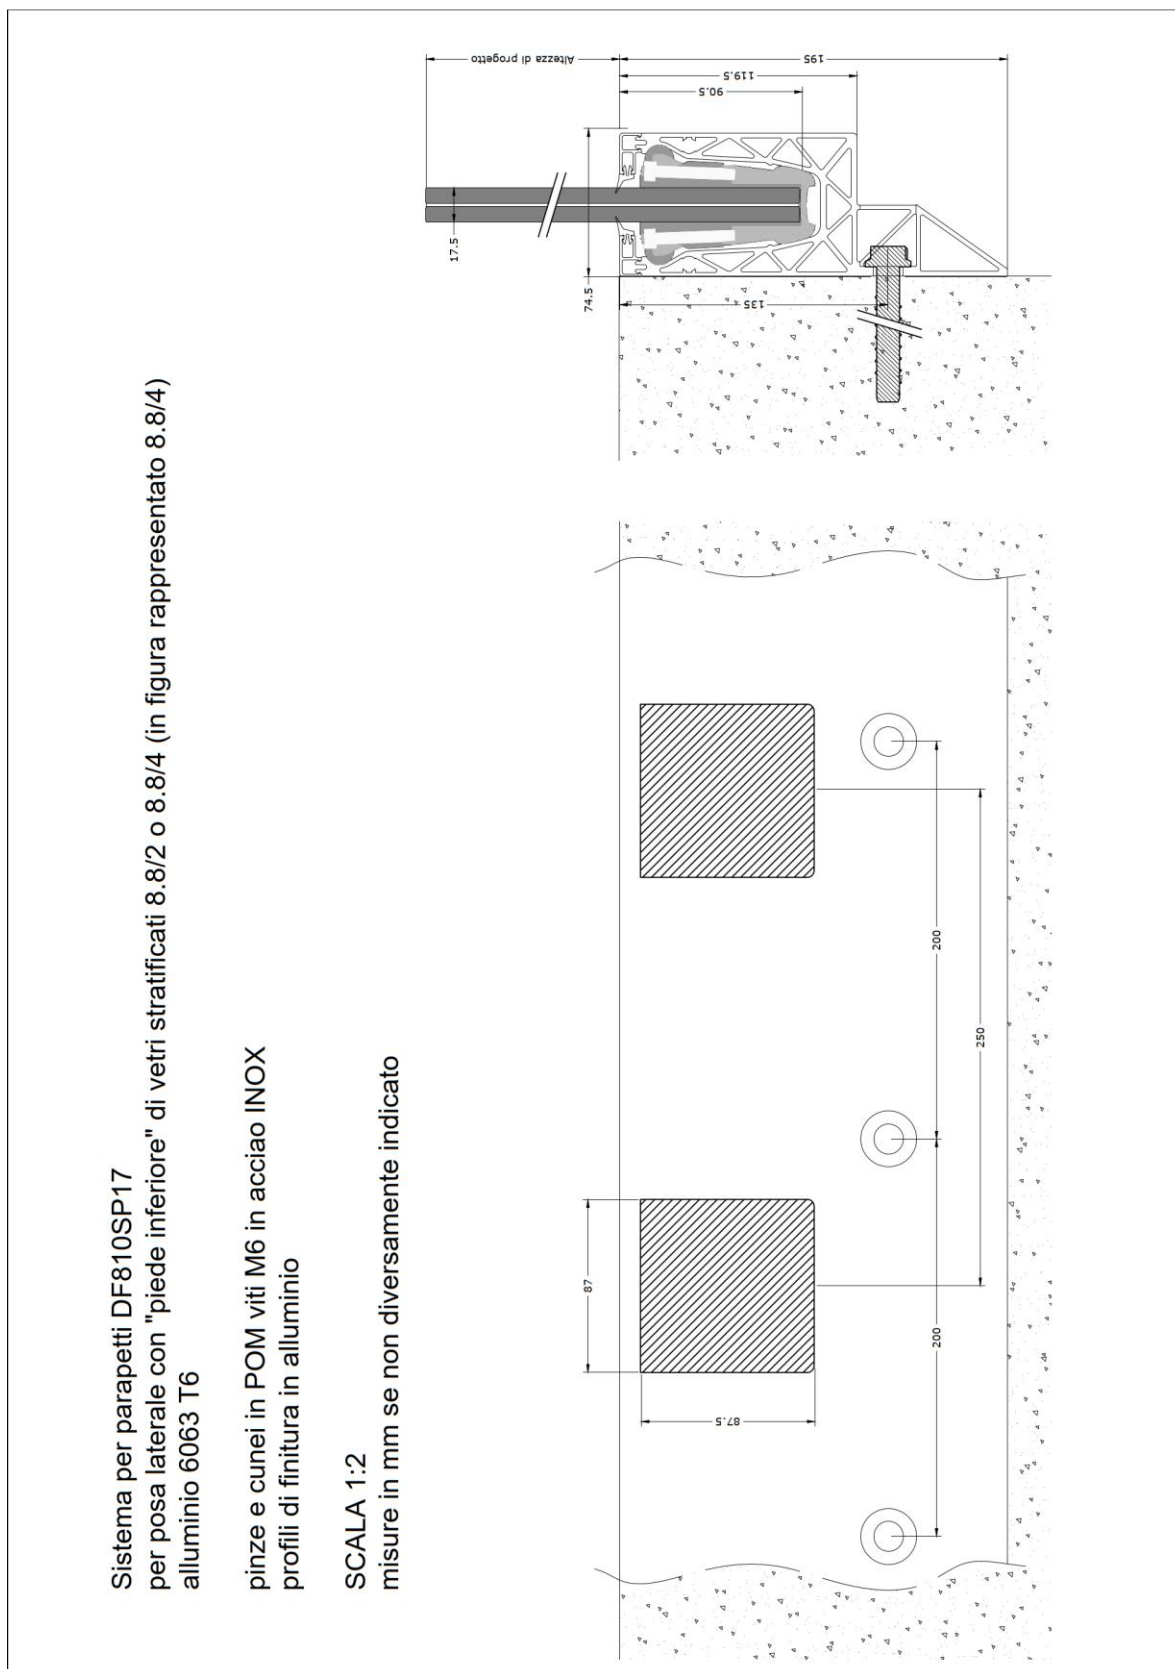 Sistema per parapetti DF810SP17
per posa laterale con "piede inferiore" di vetri stratificati 8.8/2 o 8.8/4 (in figura rappresentato 8.8/4)
alluminio 6063 T6
pinze e cunei in POM viti M6 in acciao INOX
profili di finitura in alluminio
SCALA 1:2
misure in mm se non diversamente indicato
Altezza di progetto
195
119.5
90.5
17.5
74.5
135
87
87.5
200
200
250